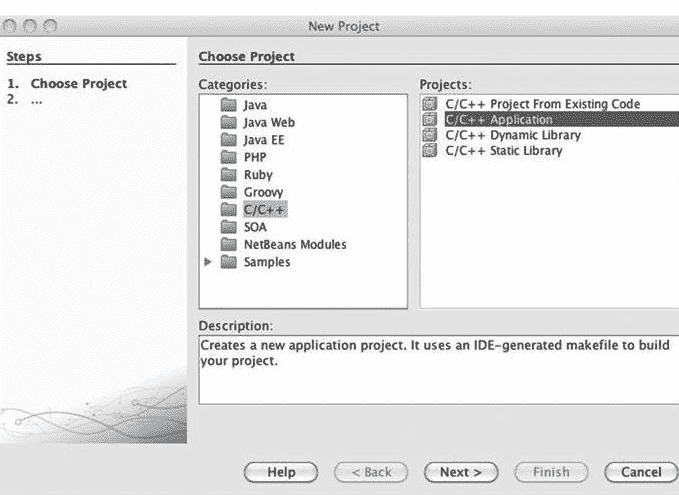 New Project
Steps
1. Choose Project
2. ...
Choose Project
Categories:
Java
Java Web
Java EE
PHP
Ruby
Groovy
C/C++
SOA
NetBeans Modules
Samples
Projects:
C/C++ Project From Existing Code
C/C++ Application
C/C++ Dynamic Library
C/C++ Static Library
Description:
Creates a new application project. It uses an IDE-generated makefile to build
your project.
Help
< Back
Next >
Finish
Cancel